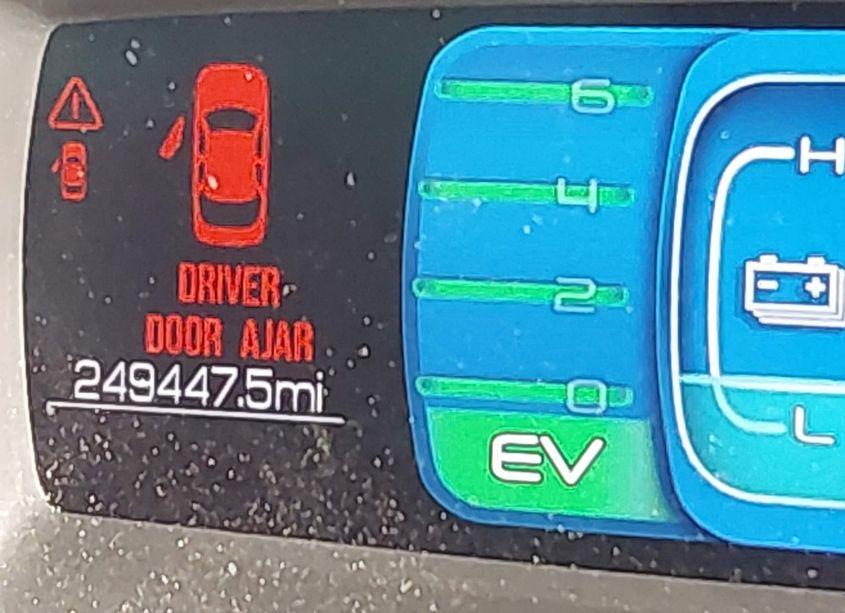 DRIVER
DOOR AJAR
249447.5mi
6
4
2
0
EV
H
- +
L